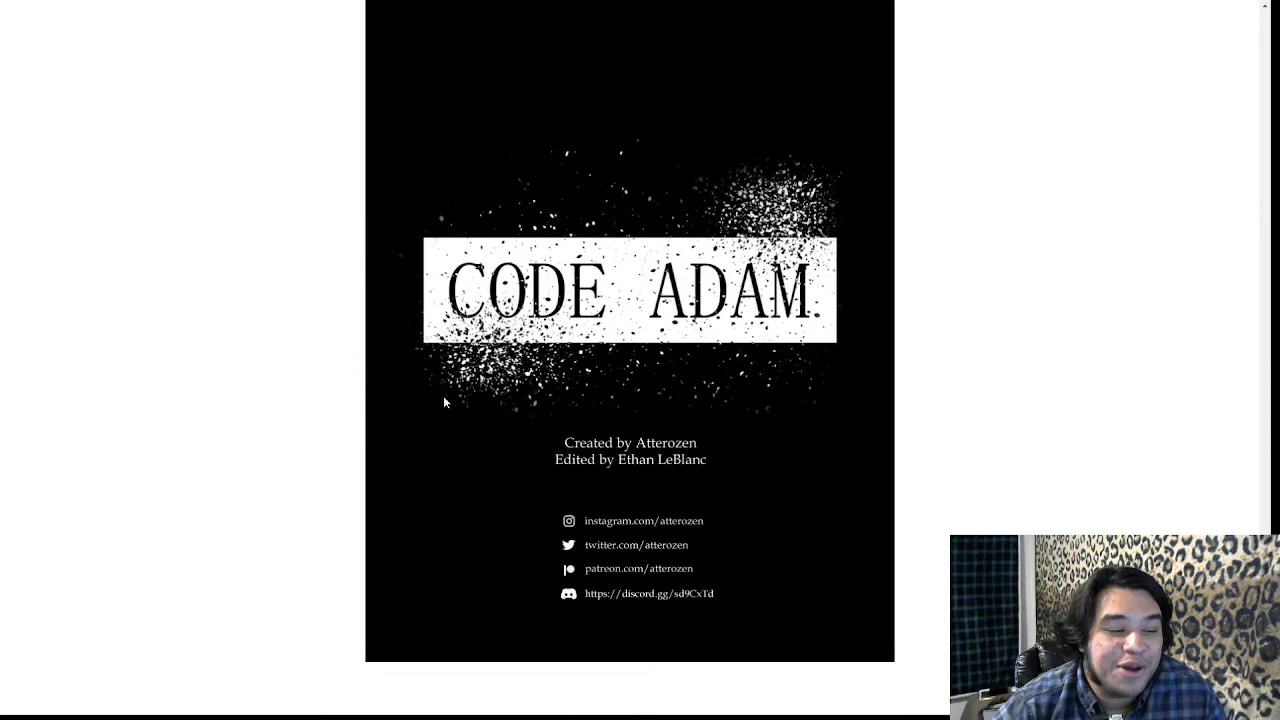 CODE ADAM
Created by Atterozen
Edited by Ethan LeBlanc
instagram.com/atterozen
twitter.com/atterozen
patreon.com/atterozen
https://discord.gg/sd9CxTd